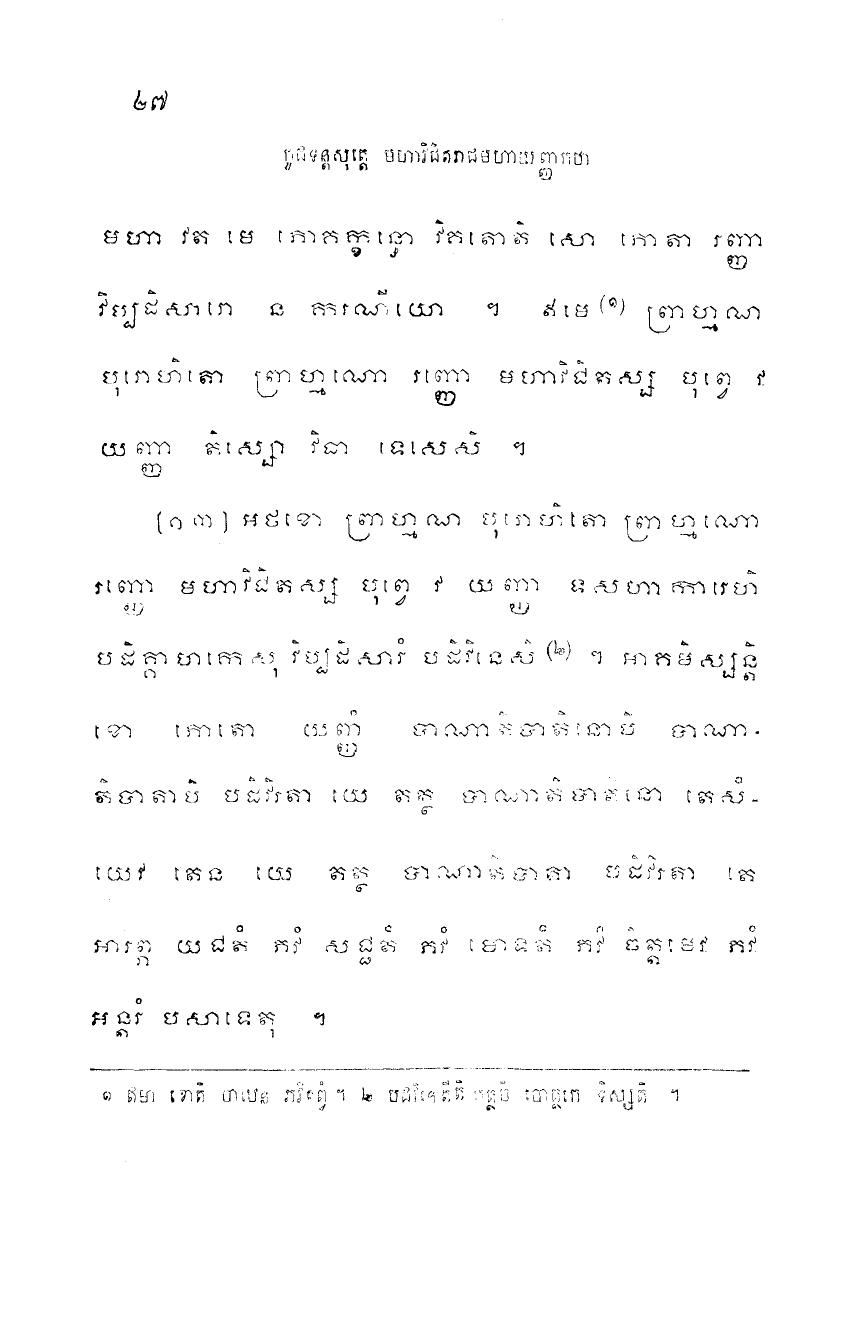 ២៧
កូដទន្តសុត្តេ មហាវិជិតរាជមហាយញ្ញកថា
មហា វត មេ ភោគក្ខន្ធោ វិគតោតិ សោ ភោតា រញ្ញា
វិប្បដិសារោ ន ករណីយោ ។ ឥមេ (១) ព្រាហ្មណ
បុរោហិតោ ព្រាហ្មណោ រញ្ញោ មហាវិជិតស្ស បុព្វេ វ
យញ្ញា តិស្សោ វិធា ទេសេសិ ។
(១៣) អថខោ ព្រាហ្មណ បុរោហិតោ ព្រាហ្មណោ
រញ្ញោ មហាវិជិតស្ស បុព្វេ វ យញ្ញា ទសហាការេហិ
បដិគ្គាហកេសុ វិប្បដិសារំ បដិវិនេសិ (២) ។ អាគមិស្សន្តិ
ខោ ភោតោ យញ្ញំ បាណាតិបាតិនោបិ បាណា-
តិបាតាបិ បដិវិរតា យេ តត្ថ បាណាតិបាតិនោ តេសំ-
យេវ តេន យេ តត្ថ បាណាតិបាតា បដិវិរតា តេ
អារព្ភ យជតំ ភវំ សជ្ជតំ ភវំ មោទតំ ភវំ ចិត្តមេវ ភវំ
អន្តរំ បសាទេតុ ។
១ ឥមា ខោតិ បាឋេន ភវិតព្វំ ។ ២ បោត្ថកេ ទិស្សតិ ។